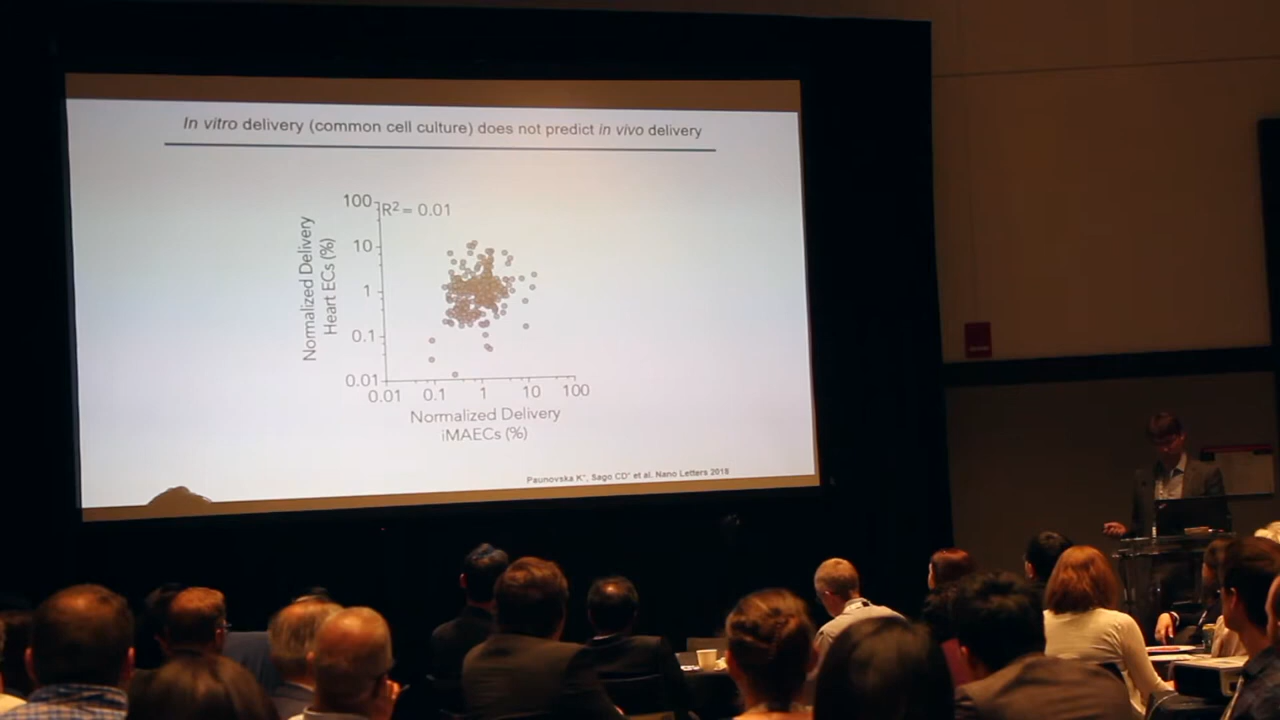 In vitro delivery (common cell culture) does not predict in vivo delivery
R² = 0.01
Normalized Delivery
Heart ECs (%)
100
10
1
0.1
0.01
0.01 0.1 1 10 100
Normalized Delivery
iMAECs (%)
Paunovska K*, Sago CD* et al. Nano Letters 2018